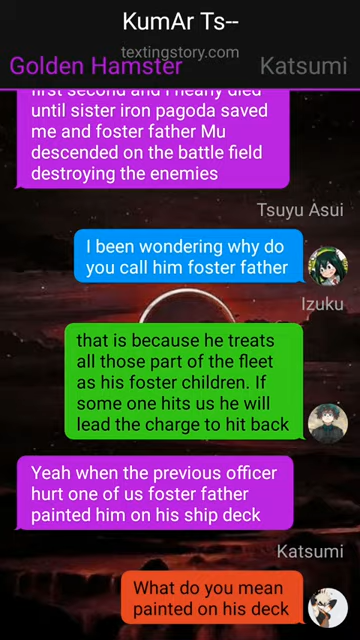 KumAr Ts--
textingstory.com
Golden Hamster
Katsumi
first second and I nearly died
until sister iron pagoda saved
me and foster father Mu
descended on the battle field
destroying the enemies
Tsuyu Asui
I been wondering why do
you call him foster father
Izuku
that is because he treats
all those part of the fleet
as his foster children. If
some one hits us he will
lead the charge to hit back
Yeah when the previous officer
hurt one of us foster father
painted him on his ship deck
Katsumi
What do you mean
painted on his deck